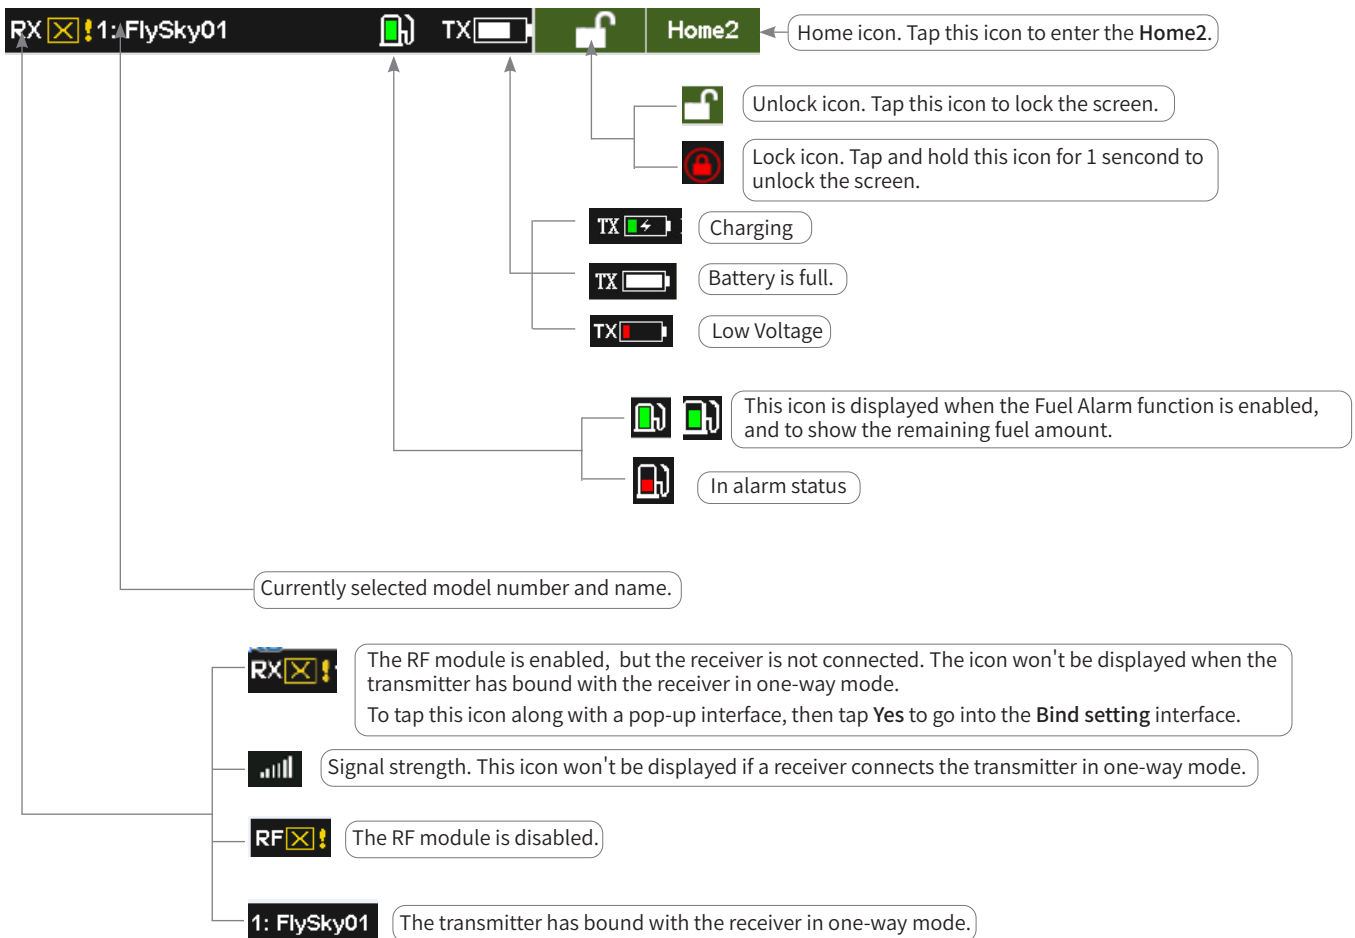 RX ! 1: FlySky01 TX Home2
Home icon. Tap this icon to enter the Home2.
Unlock icon. Tap this icon to lock the screen.
Lock icon. Tap and hold this icon for 1 sencond to
unlock the screen.
TX Charging
TX Battery is full.
TX Low Voltage
This icon is displayed when the Fuel Alarm function is enabled,
and to show the remaining fuel amount.
In alarm status
Currently selected model number and name.
RX !
The RF module is enabled, but the receiver is not connected. The icon won't be displayed when the
transmitter has bound with the receiver in one-way mode.
To tap this icon along with a pop-up interface, then tap Yes to go into the Bind setting interface.
Signal strength. This icon won't be displayed if a receiver connects the transmitter in one-way mode.
RF ! The RF module is disabled.
1: FlySky01 The transmitter has bound with the receiver in one-way mode.